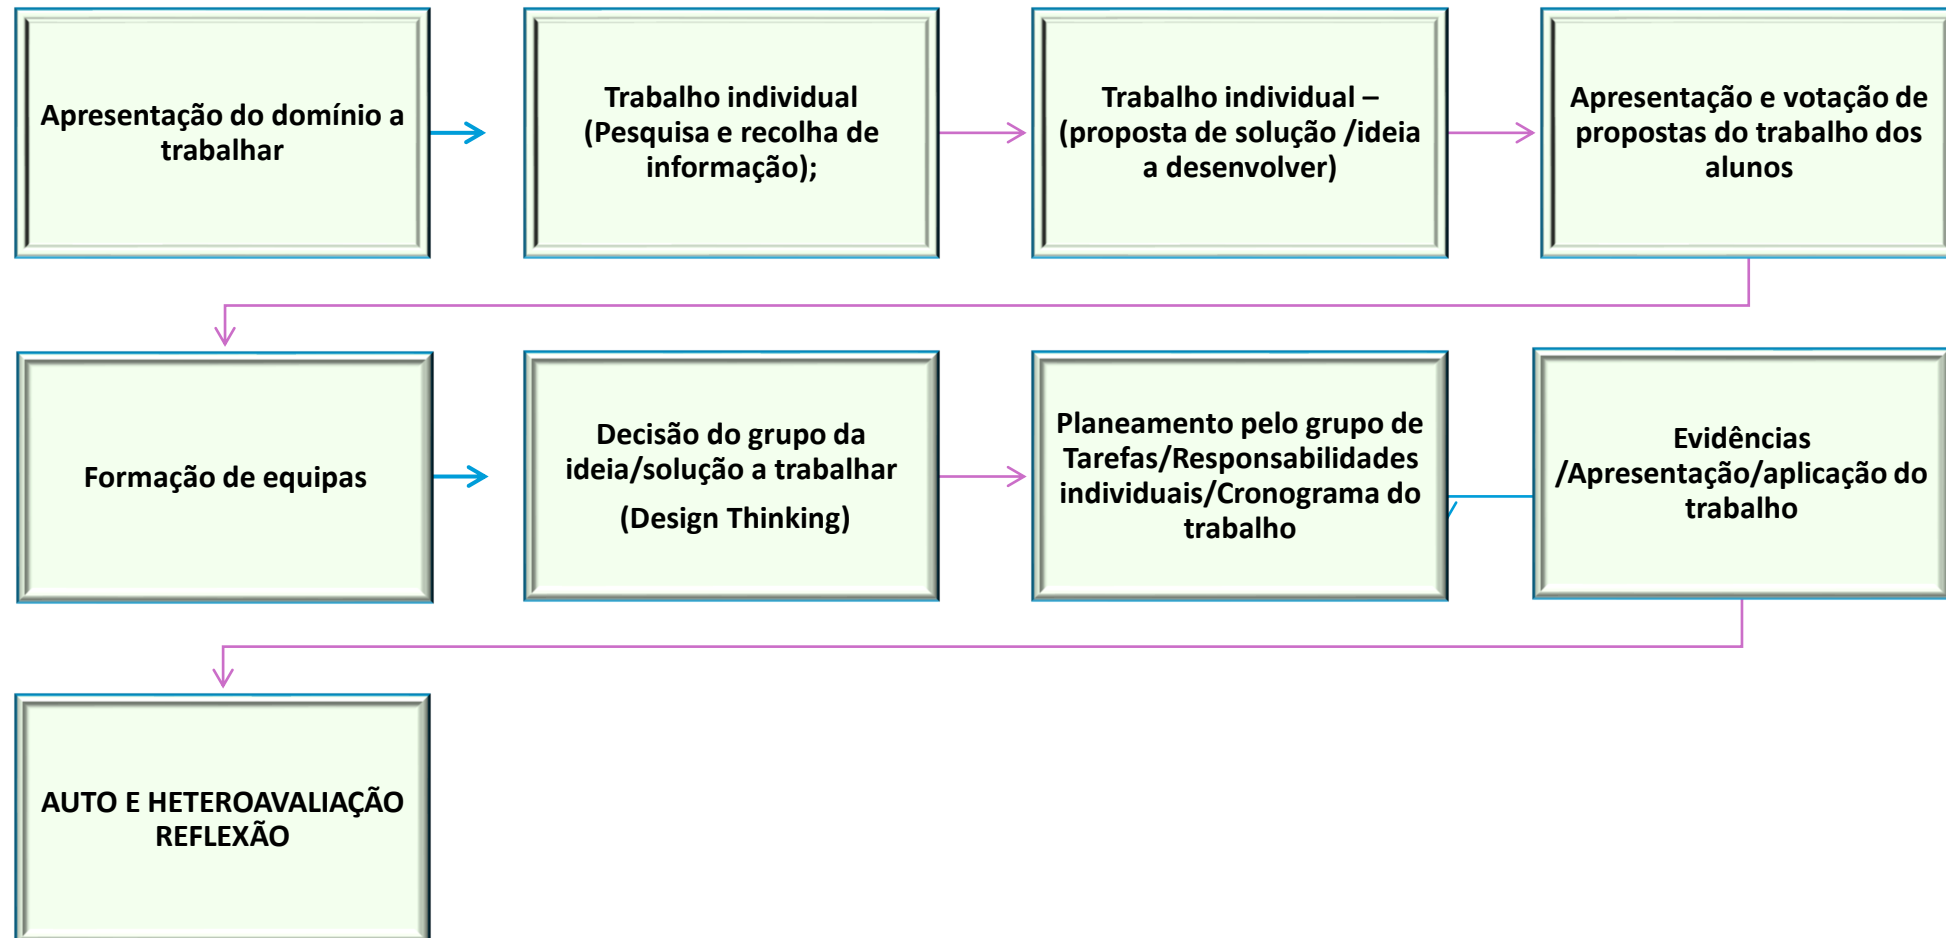 Apresentação do domínio a
trabalhar
Trabalho individual
(Pesquisa e recolha de
informação);
Trabalho individual –
(proposta de solução /ideia
a desenvolver)
Apresentação e votação de
propostas do trabalho dos
alunos
Formação de equipas
Decisão do grupo da
ideia/solução a trabalhar
(Design Thinking)
Planeamento pelo grupo de
Tarefas/Responsabilidades
individuais/Cronograma do
trabalho
Evidências
/Apresentação/aplicação do
trabalho
AUTO E HETEROAVALIAÇÃO
REFLEXÃO